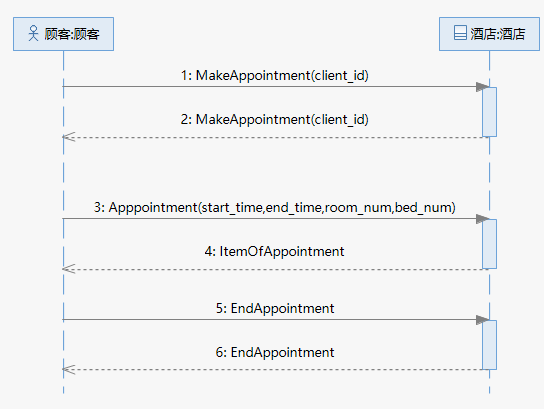 顾客:顾客
酒店:酒店
1: MakeAppointment(client_id)
2: MakeAppointment(client_id)
3: Apppointment(start_time,end_time,room_num,bed_num)
4: ItemOfAppointment
5: EndAppointment
6: EndAppointment